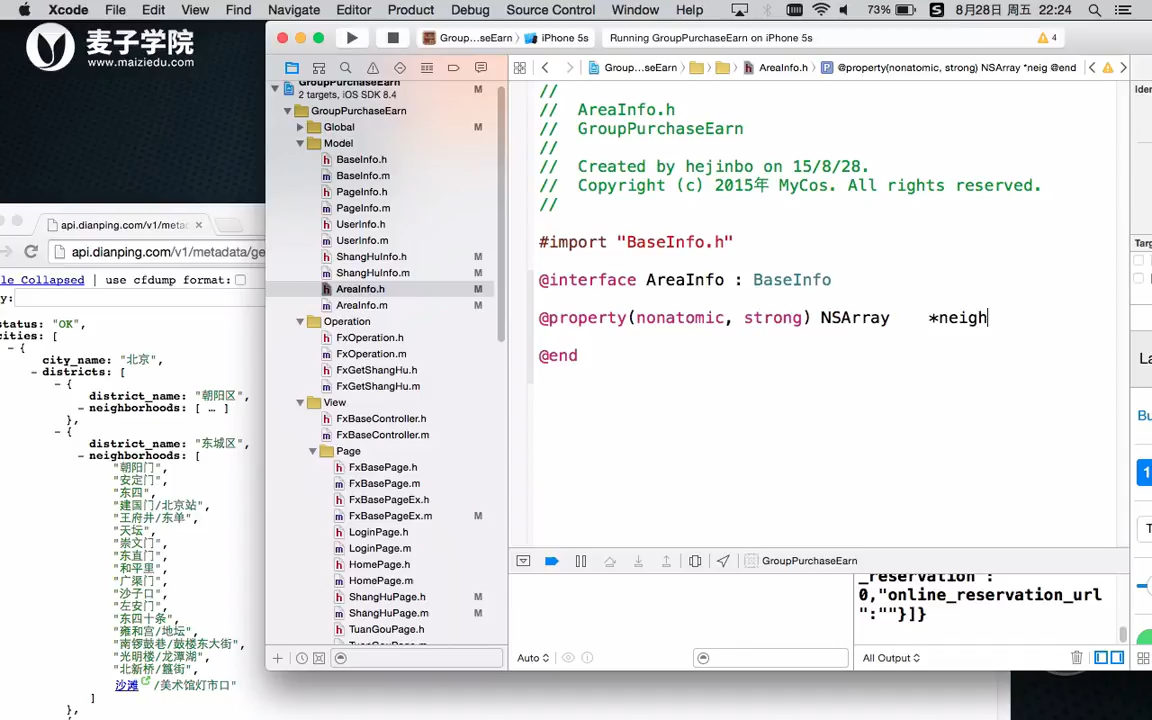 Xcode File Edit View Find Navigate Editor Product Debug Source Control Window Help 73% 8月28日 周五 22:24
麦子学院
www.maiziedu.com
Group...seEarn iPhone 5s Running GroupPurchaseEarn on iPhone 5s 4
Group...seEarn AreaInfo.h @property(nonatomic, strong) NSArray *neig @end
Iden
GroupPurchaseEarn
2 targets, iOS SDK 8.4 M
GroupPurchaseEarn
Global M
Model
BaseInfo.h
BaseInfo.m
PageInfo.h
PageInfo.m
UserInfo.h
UserInfo.m
ShangHuInfo.h M
ShangHuInfo.m M
AreaInfo.h
AreaInfo.m
Operation
FxOperation.h
FxOperation.m
FxGetShangHu.h
FxGetShangHu.m
View
FxBaseController.h
FxBaseController.m
Page
FxBasePage.h
FxBasePage.m
FxBasePageEx.h
FxBasePageEx.m M
LoginPage.h
LoginPage.m
HomePage.h
HomePage.m
ShangHuPage.h M
ShangHuPage.m M
TuanGouPage.h
//
// AreaInfo.h
// GroupPurchaseEarn
//
// Created by hejinbo on 15/8/28.
// Copyright (c) 2015年 MyCos. All rights reserved.
//
#import "BaseInfo.h"
@interface AreaInfo : BaseInfo
@property(nonatomic, strong) NSArray *neigh
@end
GroupPurchaseEarn
_reservation":
0,"online_reservation_url
":""}]}
Auto All Output
Targ
La
Bu
1
T
api.dianping.com/v1/metadata
api.dianping.com/v1/metadata/ge
le Collapsed | use cfdump format:
y:
status: "OK",
cities: [
- {
city_name: "北京",
- districts: [
- {
district_name: "朝阳区",
- neighborhoods: [ … ]
},
- {
district_name: "东城区",
- neighborhoods: [
"朝阳门",
"安定门",
"东四",
"建国门/北京站",
"王府井/东单",
"天坛",
"崇文门",
"东直门",
"和平里",
"广渠门",
"沙子口",
"左安门",
"东四十条",
"雍和宫/地坛",
"南锣鼓巷/鼓楼东大街",
"光明楼/龙潭湖",
"北新桥/簋街",
沙滩 /美术馆灯市口"
]
},